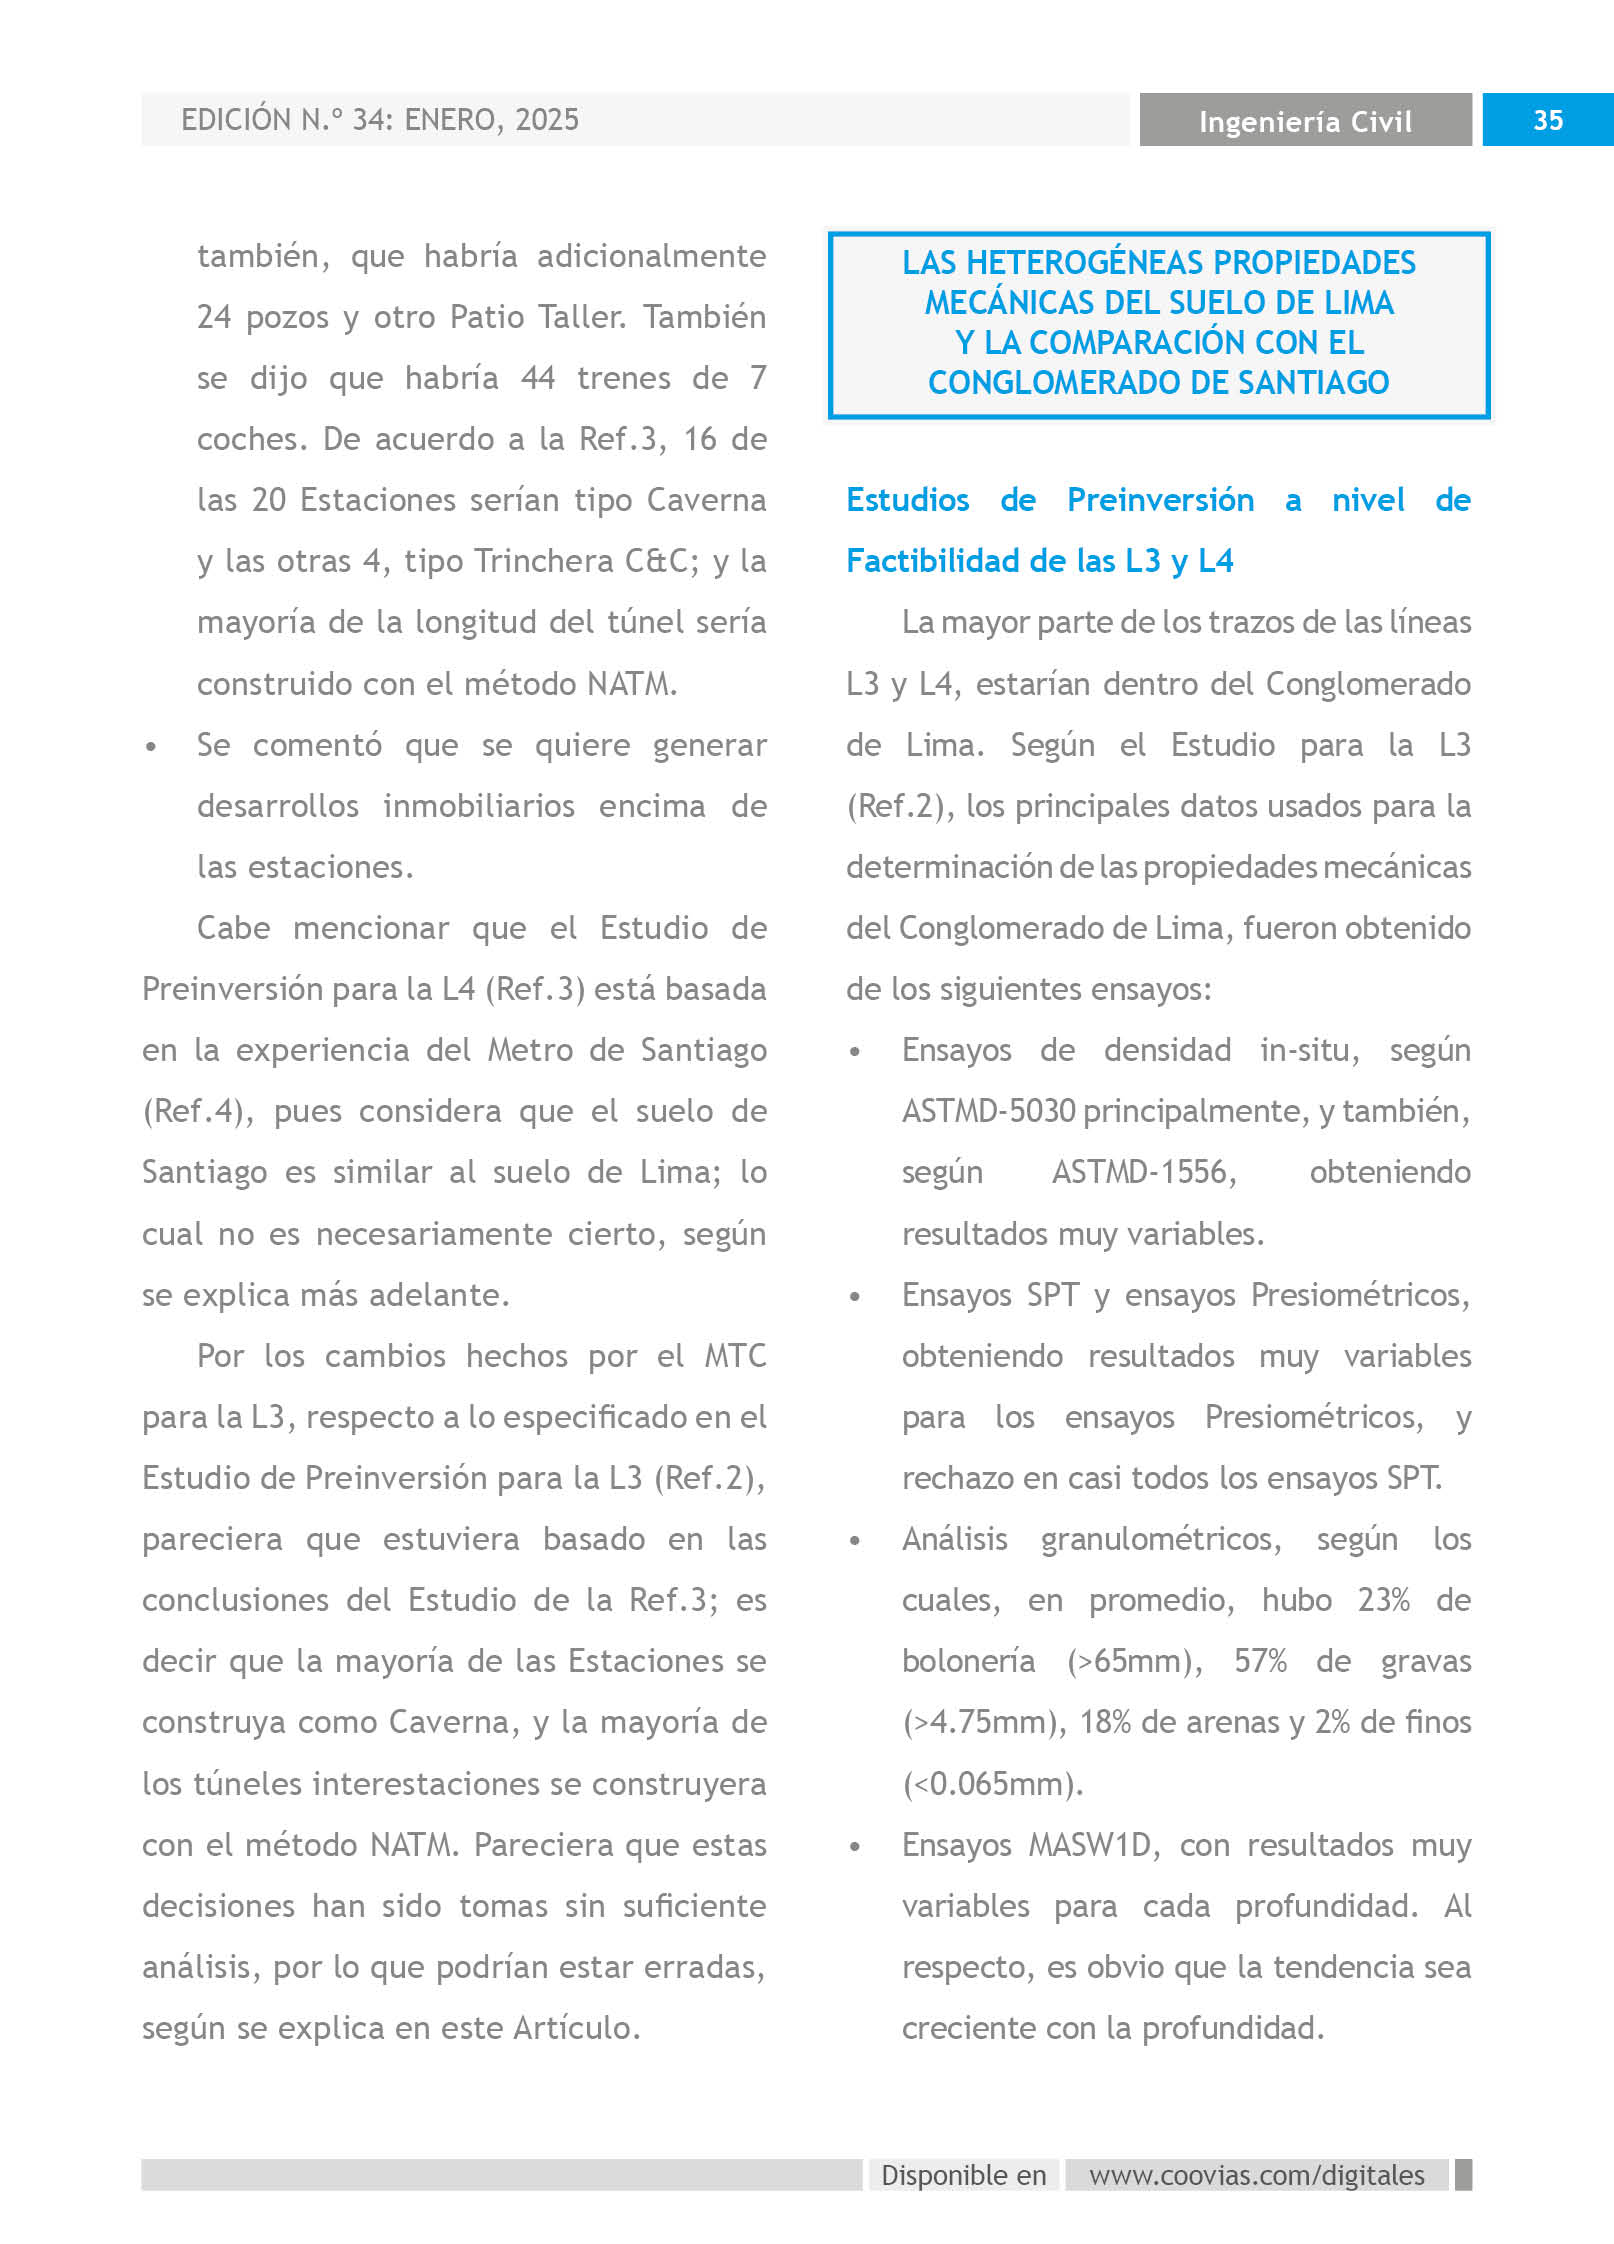 EDICIÓN N.º 34: ENERO, 2025
Ingeniería Civil
35
también, que habría adicionalmente
24 pozos y otro Patio Taller. También
se dijo que habría 44 trenes de 7
coches. De acuerdo a la Ref.3, 16 de
las 20 Estaciones serían tipo Caverna
y las otras 4, tipo Trinchera C&C; y la
mayoría de la longitud del túnel sería
construido con el método NATM.
• Se comentó que se quiere generar
desarrollos inmobiliarios encima de
las estaciones.
Cabe mencionar que el Estudio de
Preinversión para la L4 (Ref.3) está basada
en la experiencia del Metro de Santiago
(Ref.4), pues considera que el suelo de
Santiago es similar al suelo de Lima; lo
cual no es necesariamente cierto, según
se explica más adelante.
Por los cambios hechos por el MTC
para la L3, respecto a lo especificado en el
Estudio de Preinversión para la L3 (Ref.2),
pareciera que estuviera basado en las
conclusiones del Estudio de la Ref.3; es
decir que la mayoría de las Estaciones se
construya como Caverna, y la mayoría de
los túneles interestaciones se construyera
con el método NATM. Pareciera que estas
decisiones han sido tomas sin suficiente
análisis, por lo que podrían estar erradas,
según se explica en este Artículo.
LAS HETEROGÉNEAS PROPIEDADES
MECÁNICAS DEL SUELO DE LIMA
Y LA COMPARACIÓN CON EL
CONGLOMERADO DE SANTIAGO
Estudios de Preinversión a nivel de
Factibilidad de las L3 y L4
La mayor parte de los trazos de las líneas
L3 y L4, estarían dentro del Conglomerado
de Lima. Según el Estudio para la L3
(Ref.2), los principales datos usados para la
determinación de las propiedades mecánicas
del Conglomerado de Lima, fueron obtenido
de los siguientes ensayos:
• Ensayos de densidad in-situ, según
ASTMD-5030 principalmente, y también,
según ASTMD-1556, obteniendo
resultados muy variables.
• Ensayos SPT y ensayos Presiométricos,
obteniendo resultados muy variables
para los ensayos Presiométricos, y
rechazo en casi todos los ensayos SPT.
• Análisis granulométricos, según los
cuales, en promedio, hubo 23% de
bolonería (>65mm), 57% de gravas
(>4.75mm), 18% de arenas y 2% de finos
(<0.065mm).
• Ensayos MASW1D, con resultados muy
variables para cada profundidad. Al
respecto, es obvio que la tendencia sea
creciente con la profundidad.
Disponible en
www.coovias.com/digitales